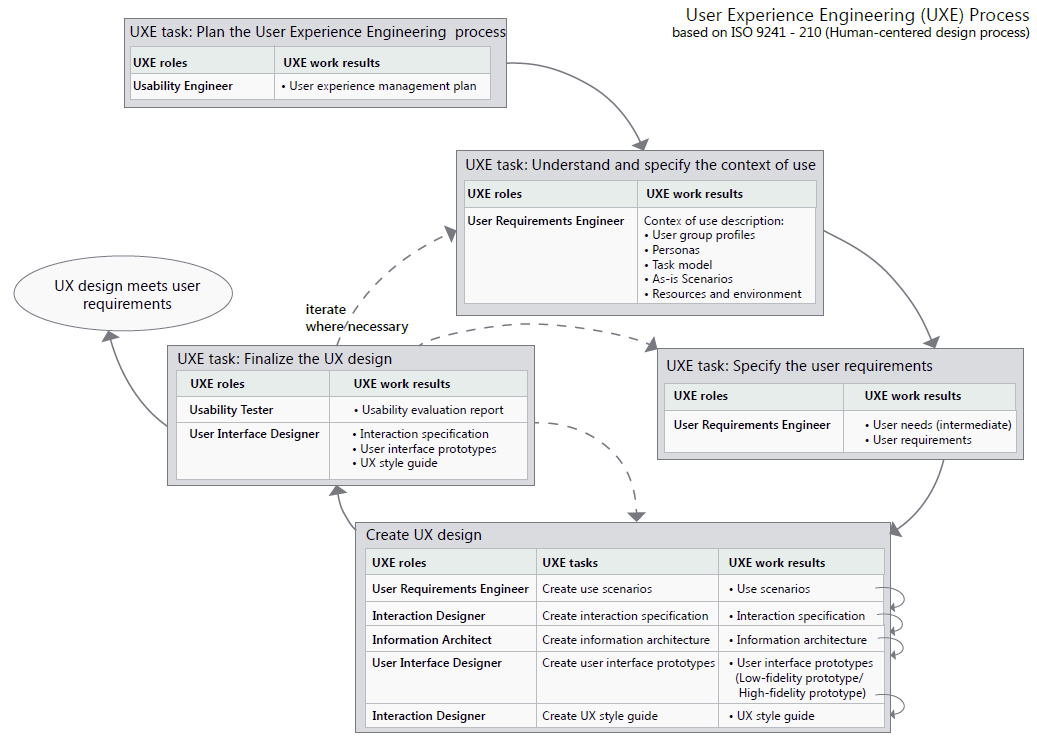 User Experience Engineering (UXE) Process
based on ISO 9241 - 210 (Human-centered design process)
UXE task: Plan the User Experience Engineering process
UXE roles
UXE work results
Usability Engineer
• User experience management plan
UXE task: Understand and specify the context of use
UXE roles
UXE work results
User Requirements Engineer
Contex of use description:
• User group profiles
• Personas
• Task model
• As-is Scenarios
• Resources and environment
UX design meets user
requirements
iterate
where necessary
UXE task: Finalize the UX design
UXE roles
UXE work results
Usability Tester
• Usability evaluation report
User Interface Designer
• Interaction specification
• User interface prototypes
• UX style guide
UXE task: Specify the user requirements
UXE roles
UXE work results
User Requirements Engineer
• User needs (intermediate)
• User requirements
Create UX design
UXE roles
UXE tasks
UXE work results
User Requirements Engineer
Create use scenarios
• Use scenarios
Interaction Designer
Create interaction specification
• Interaction specification
Information Architect
Create information architecture
• Information architecture
User Interface Designer
Create user interface prototypes
• User interface prototypes
(Low-fidelity prototype/
High-fidelity prototype)
Interaction Designer
Create UX style guide
• UX style guide